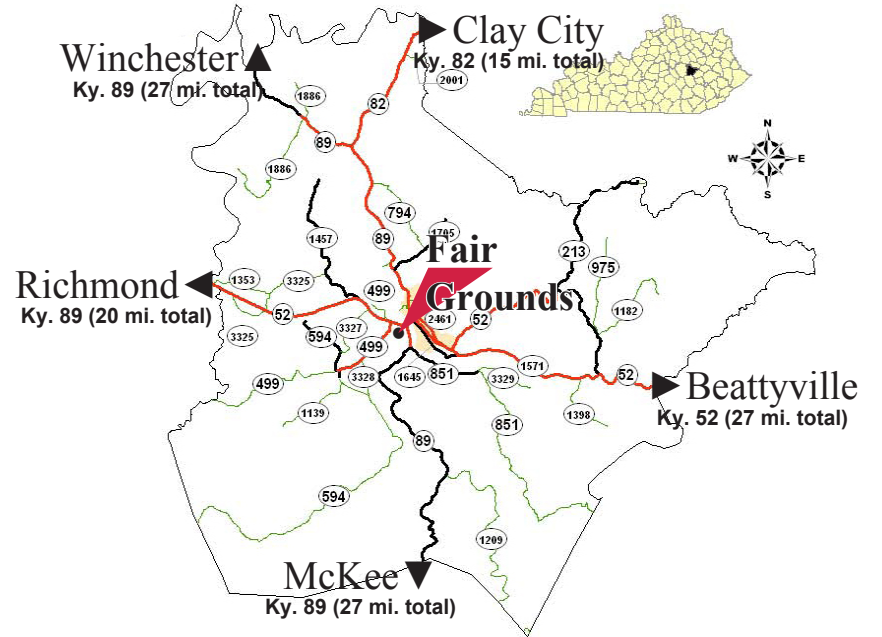 Winchester
Ky. 89 (27 mi. total)
Clay City
Ky. 82 (15 mi. total)
2001
1886
82
89
1886
N
W E
S
794
1705
1457
89
213
975
Fair
Grounds
Richmond
Ky. 89 (20 mi. total)
1353
3325
499
52
3325
594
3327
499
2461
52
1182
3328
1645
851
1571
3329
52
Beattyville
Ky. 52 (27 mi. total)
499
1139
1398
851
89
594
1209
McKee
Ky. 89 (27 mi. total)